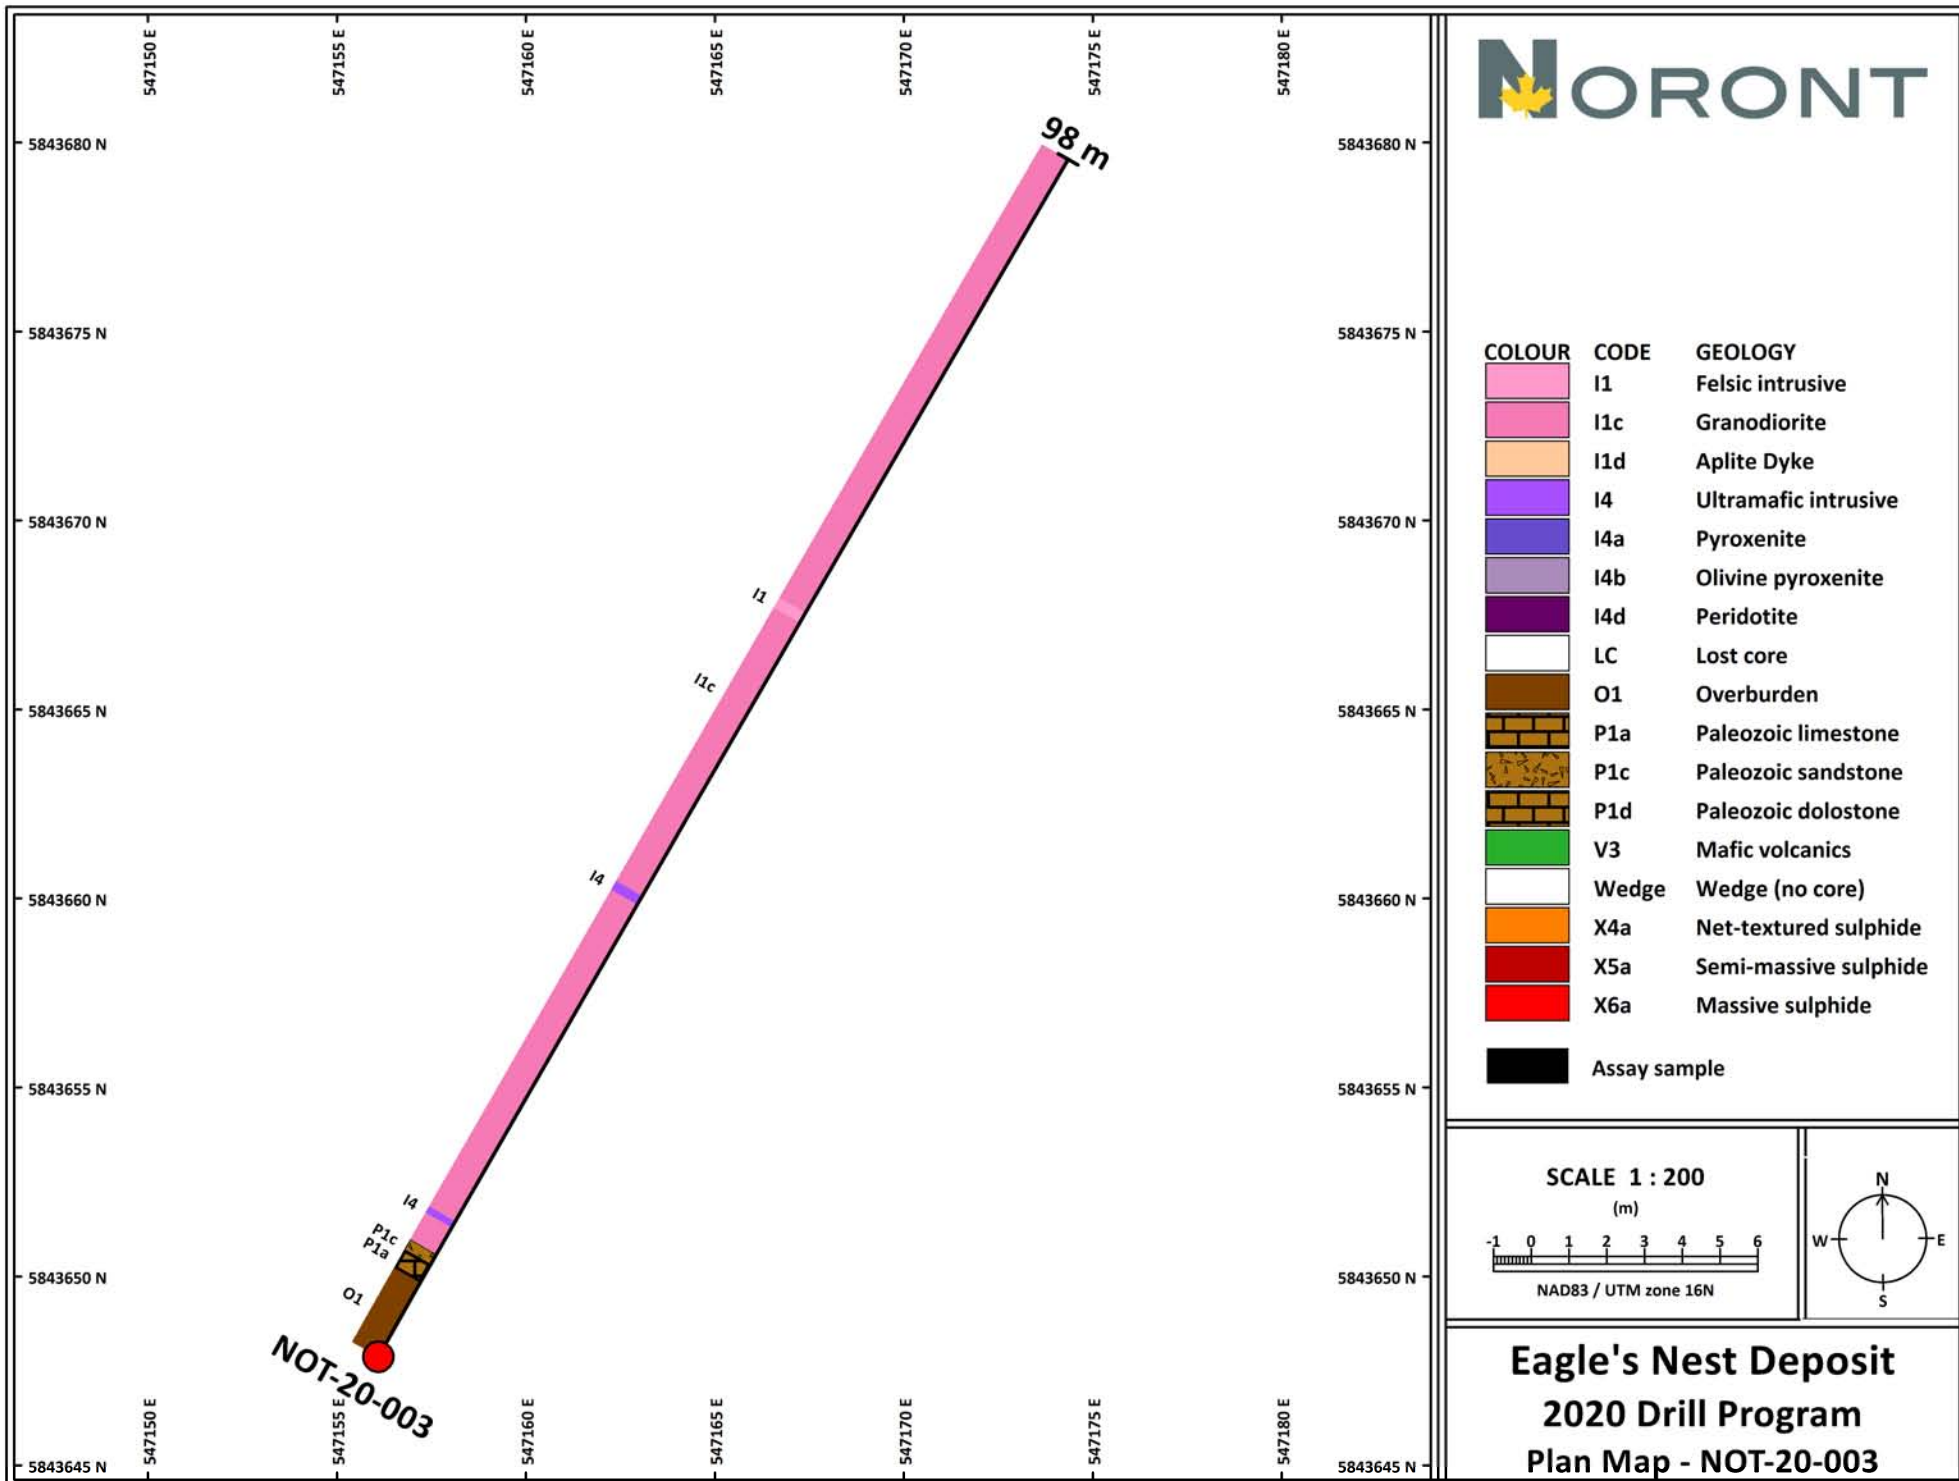 547150 E 547155 E 547160 E 547165 E 547170 E 547175 E 547180 E
5843680 N 5843680 N
5843675 N 5843675 N
5843670 N 5843670 N
5843665 N 5843665 N
5843660 N 5843660 N
5843655 N 5843655 N
5843650 N 5843650 N
5843645 N 5843645 N
98 m
I1
I1c
I4
I4
P1c
P1a
O1
NOT-20-003
547150 E 547155 E 547160 E 547165 E 547170 E 547175 E 547180 E
NORONT
COLOUR CODE GEOLOGY
I1 Felsic intrusive
I1c Granodiorite
I1d Aplite Dyke
I4 Ultramafic intrusive
I4a Pyroxenite
I4b Olivine pyroxenite
I4d Peridotite
LC Lost core
O1 Overburden
P1a Paleozoic limestone
P1c Paleozoic sandstone
P1d Paleozoic dolostone
V3 Mafic volcanics
Wedge Wedge (no core)
X4a Net-textured sulphide
X5a Semi-massive sulphide
X6a Massive sulphide
Assay sample
SCALE 1 : 200
(m)
-1 0 1 2 3 4 5 6
NAD83 / UTM zone 16N
N
W E
S
Eagle's Nest Deposit
2020 Drill Program
Plan Map - NOT-20-003